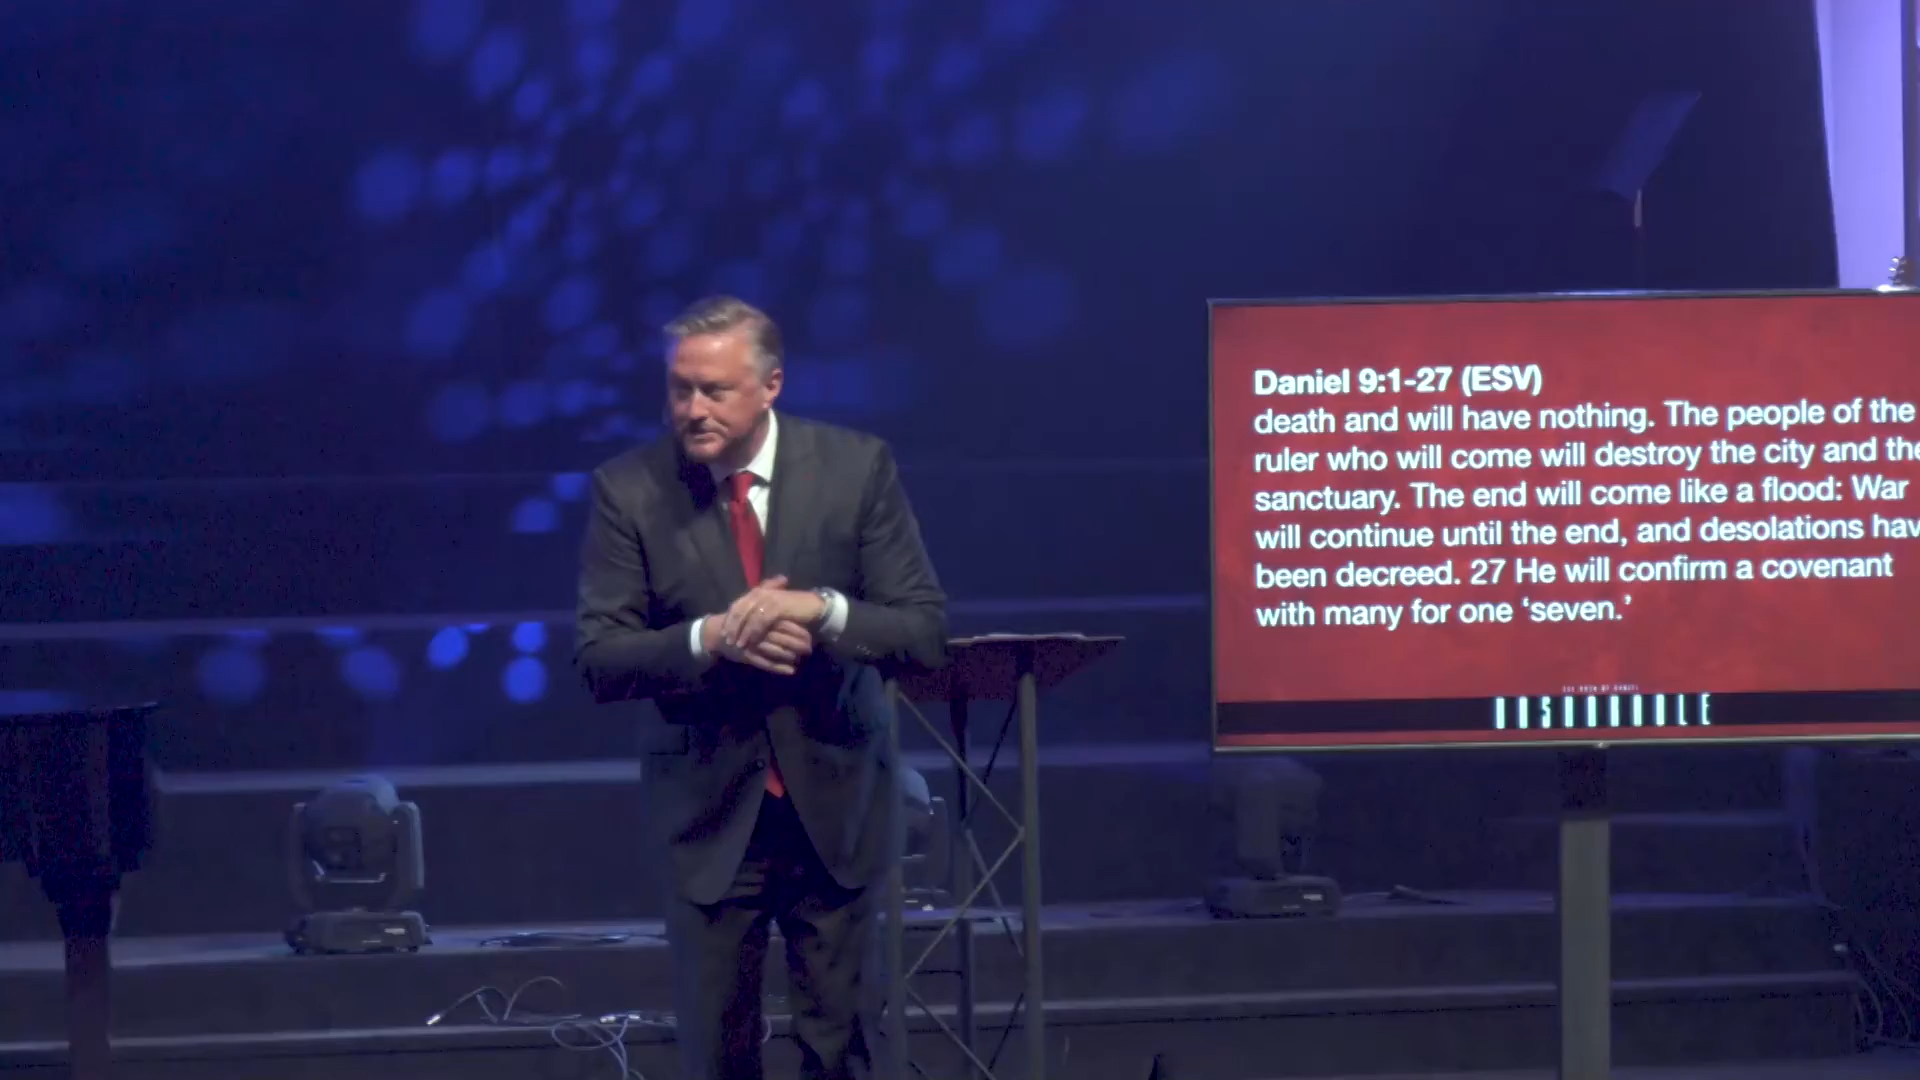 Daniel 9:1-27 (ESV)
death and will have nothing. The people of the
ruler who will come will destroy the city and the
sanctuary. The end will come like a flood: War
will continue until the end, and desolations hav
been decreed. 27 He will confirm a covenant
with many for one ‘seven.’